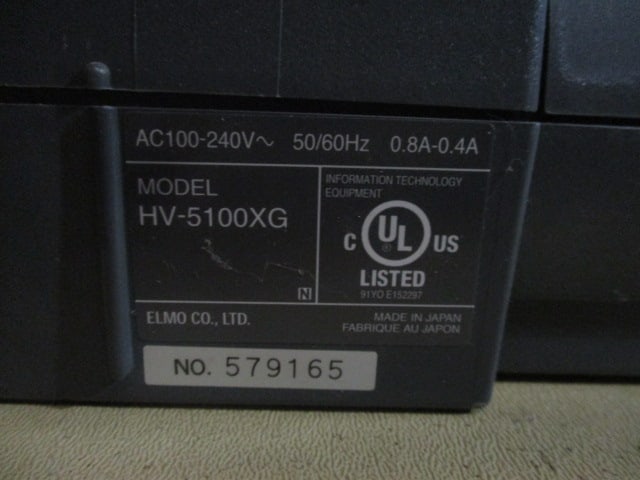 AC100-240V~ 50/60Hz 0.8A-0.4A
MODEL
HV-5100XG
N
INFORMATION TECHNOLOGY
EQUIPMENT
C UL US
®
LISTED
91YO E152297
ELMO CO., LTD.
MADE IN JAPAN
FABRIQUE AU JAPON
NO. 579165